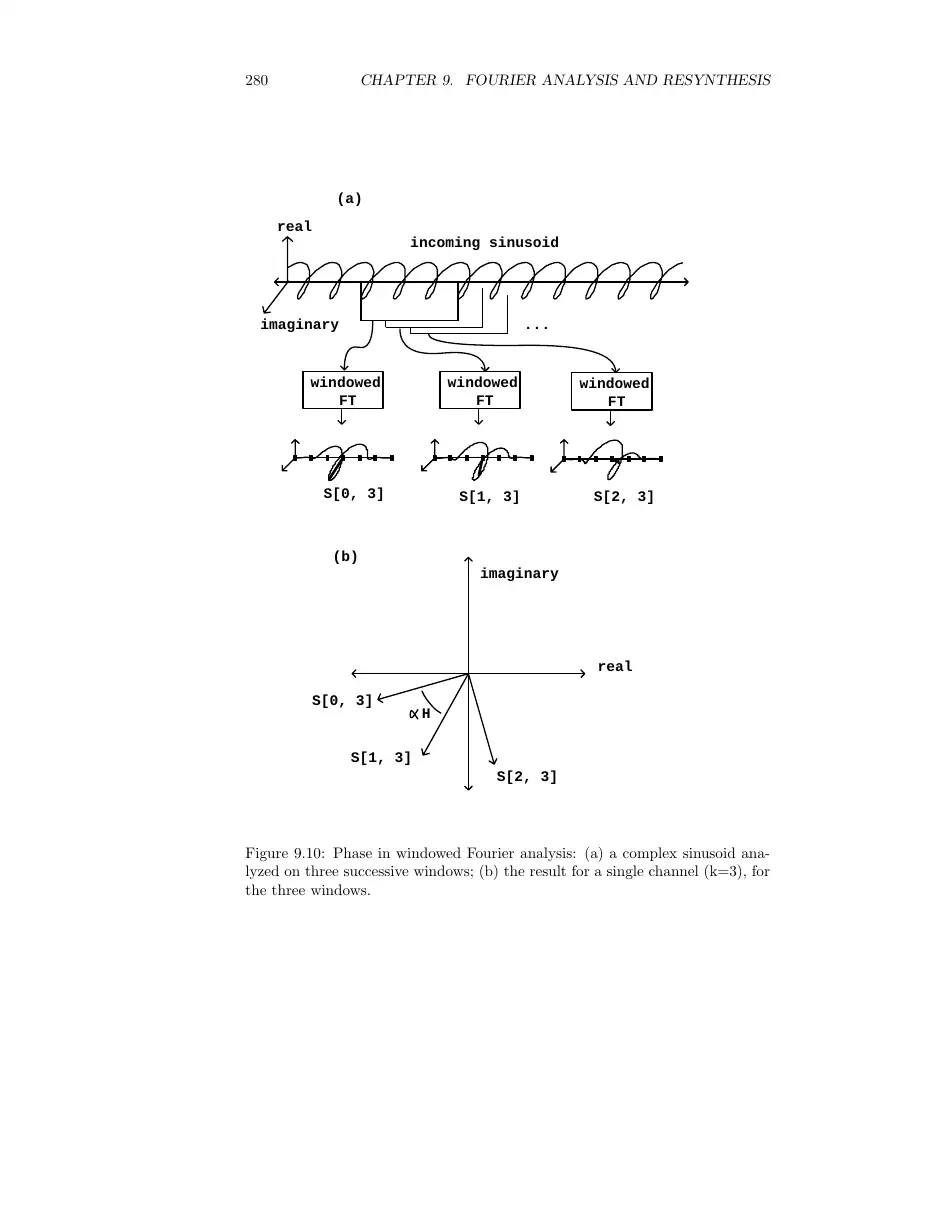 280 CHAPTER 9. FOURIER ANALYSIS AND RESYNTHESIS
(a)
real
incoming sinusoid
imaginary
...
windowed FT
windowed FT
windowed FT
S[0, 3]
S[1, 3]
S[2, 3]
(b)
imaginary
real
S[0, 3]
αH
S[1, 3]
S[2, 3]
Figure 9.10: Phase in windowed Fourier analysis: (a) a complex sinusoid ana-
lyzed on three successive windows; (b) the result for a single channel (k=3), for
the three windows.